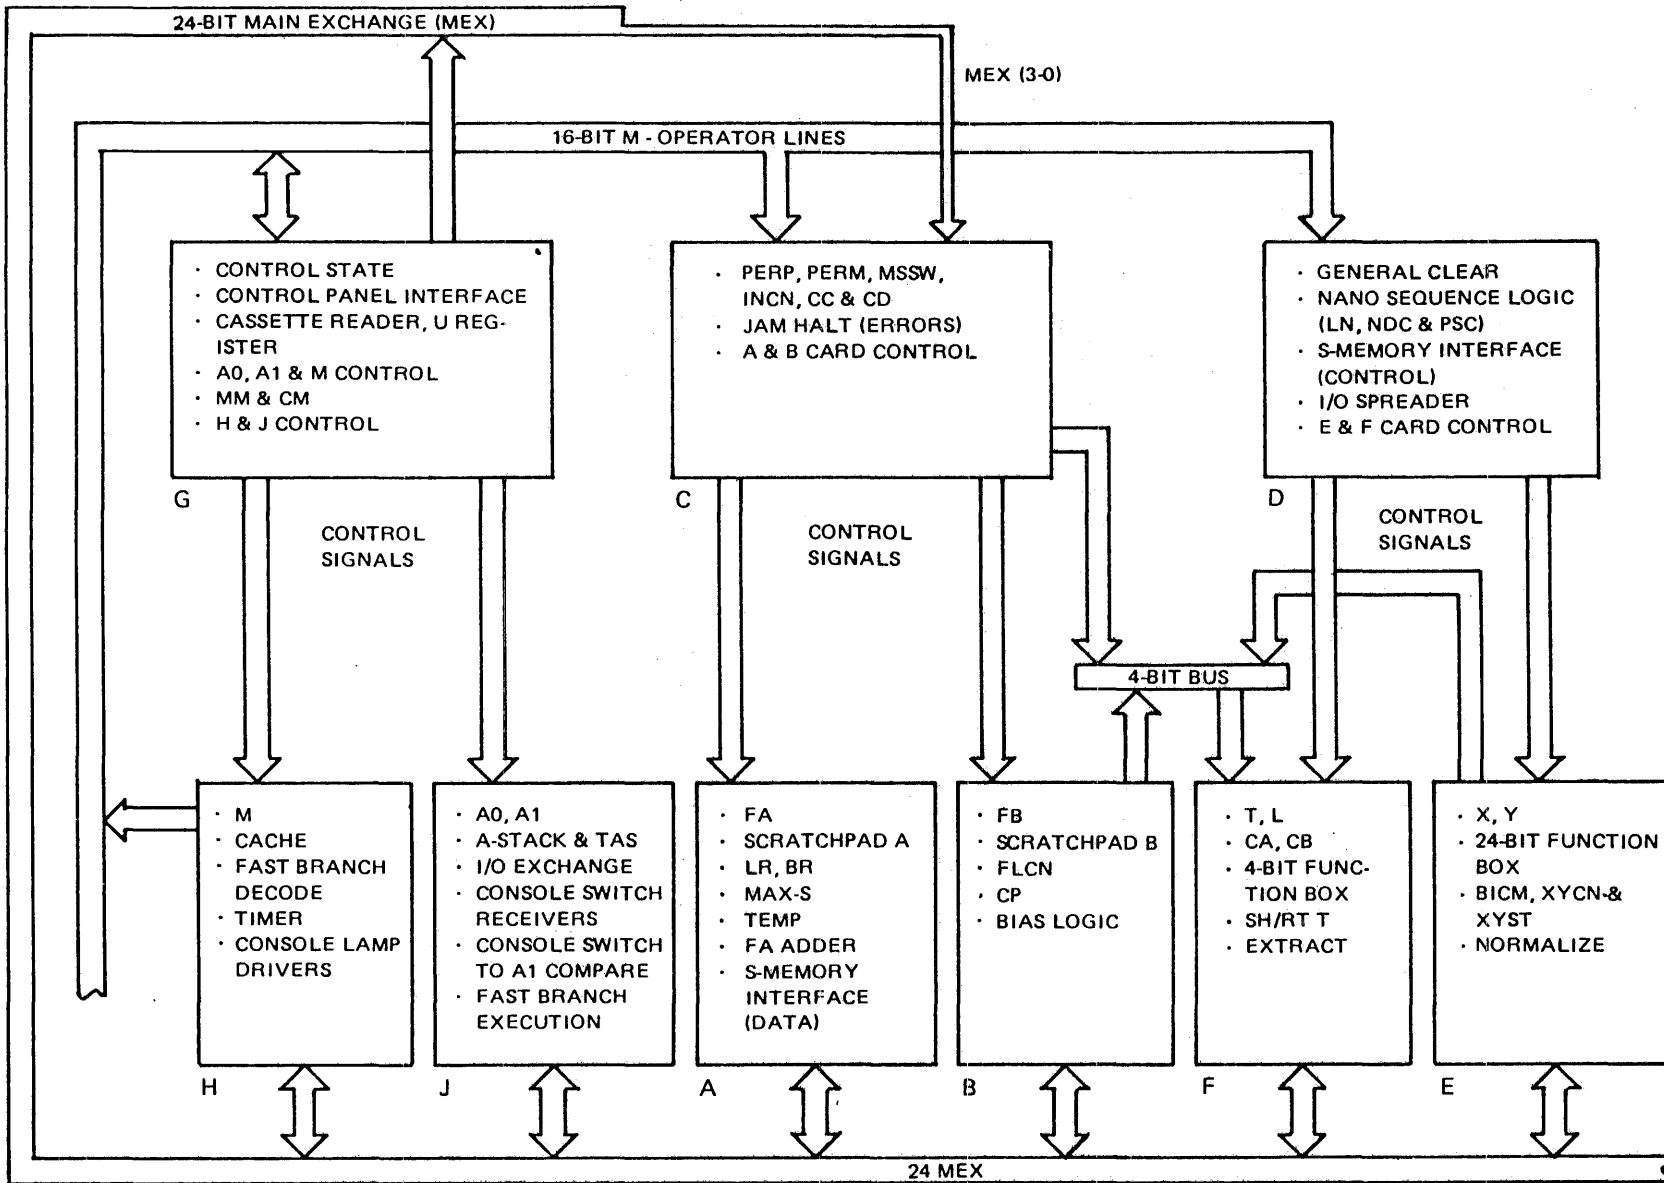 24-BIT MAIN EXCHANGE (MEX)
MEX (3-0)
16-BIT M - OPERATOR LINES
· CONTROL STATE
· CONTROL PANEL INTERFACE
· CASSETTE READER, U REG-
ISTER
· A0, A1 & M CONTROL
· MM & CM
· H & J CONTROL
G
· PERP, PERM, MSSW,
INCN, CC & CD
· JAM HALT (ERRORS)
· A & B CARD CONTROL
C
· GENERAL CLEAR
· NANO SEQUENCE LOGIC
(LN, NDC & PSC)
· S-MEMORY INTERFACE
(CONTROL)
· I/O SPREADER
· E & F CARD CONTROL
D
CONTROL
SIGNALS
CONTROL
SIGNALS
CONTROL
SIGNALS
4-BIT BUS
· M
· CACHE
· FAST BRANCH
DECODE
· TIMER
· CONSOLE LAMP
DRIVERS
H
· A0, A1
· A-STACK & TAS
· I/O EXCHANGE
· CONSOLE SWITCH
RECEIVERS
· CONSOLE SWITCH
TO A1 COMPARE
· FAST BRANCH
EXECUTION
J
· FA
· SCRATCHPAD A
· LR, BR
· MAX-S
· TEMP
· FA ADDER
· S-MEMORY
INTERFACE
(DATA)
A
· FB
· SCRATCHPAD B
· FLCN
· CP
· BIAS LOGIC
B
· T, L
· CA, CB
· 4-BIT FUNC-
TION BOX
· SH/RT T
· EXTRACT
F
· X, Y
· 24-BIT FUNCTION
BOX
· BICM, XYCN-&
XYST
· NORMALIZE
E
24 MEX